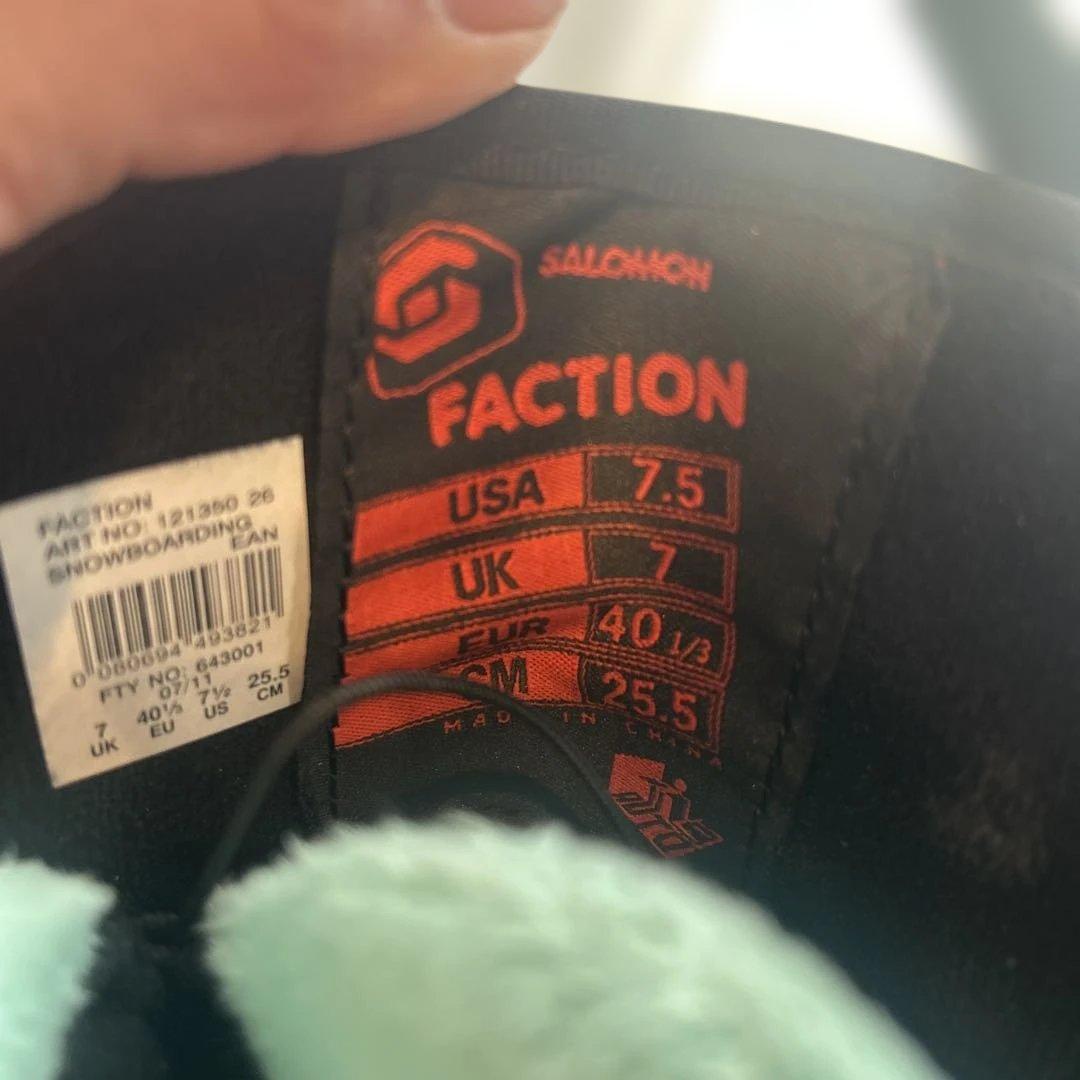 SALOMON
FACTION
USA 7.5
UK 7
EUR 40 1/3
CM 25.5
MADE IN CHINA
FACTION
ART NO: 121350 26
SNOWBOARDING
EAN
0 080694 493821
FTY NO: 643001
07/11
7 40⅓ 7½ 25.5
UK EU US CM